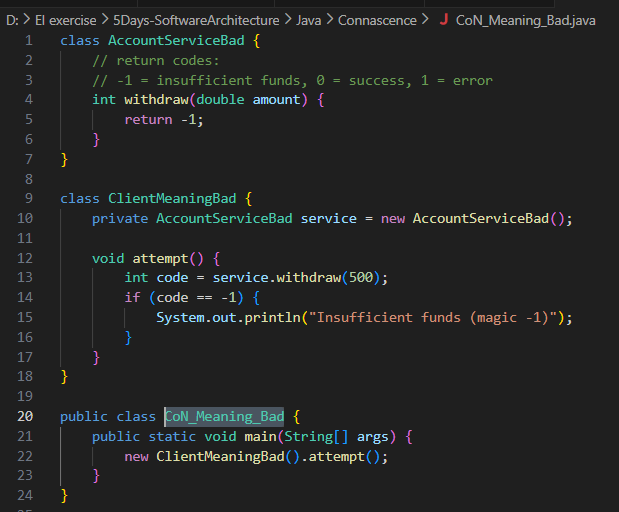 D: > EI exercise > 5Days-SoftwareArchitecture > Java > Connascence > J CoN_Meaning_Bad.java
1 class AccountServiceBad {
2 // return codes:
3 // -1 = insufficient funds, 0 = success, 1 = error
4 int withdraw(double amount) {
5 return -1;
6 }
7 }
8
9 class ClientMeaningBad {
10 private AccountServiceBad service = new AccountServiceBad();
11
12 void attempt() {
13 int code = service.withdraw(500);
14 if (code == -1) {
15 System.out.println("Insufficient funds (magic -1)");
16 }
17 }
18 }
19
20 public class CoN_Meaning_Bad {
21 public static void main(String[] args) {
22 new ClientMeaningBad().attempt();
23 }
24 }